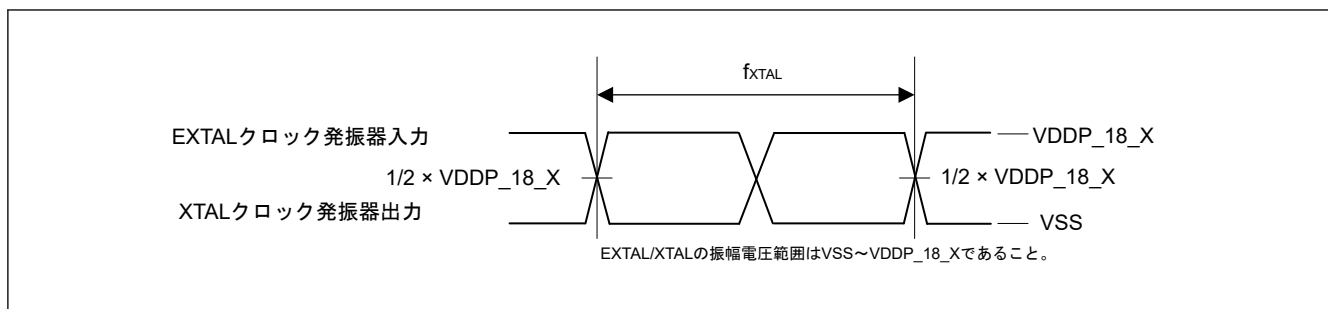 fXTAL
EXTALクロック発振器入力
VDDP_18_X
1/2 × VDDP_18_X
1/2 × VDDP_18_X
XTALクロック発振器出力
VSS
EXTAL/XTALの振幅電圧範囲はVSS～VDDP_18_Xであること。